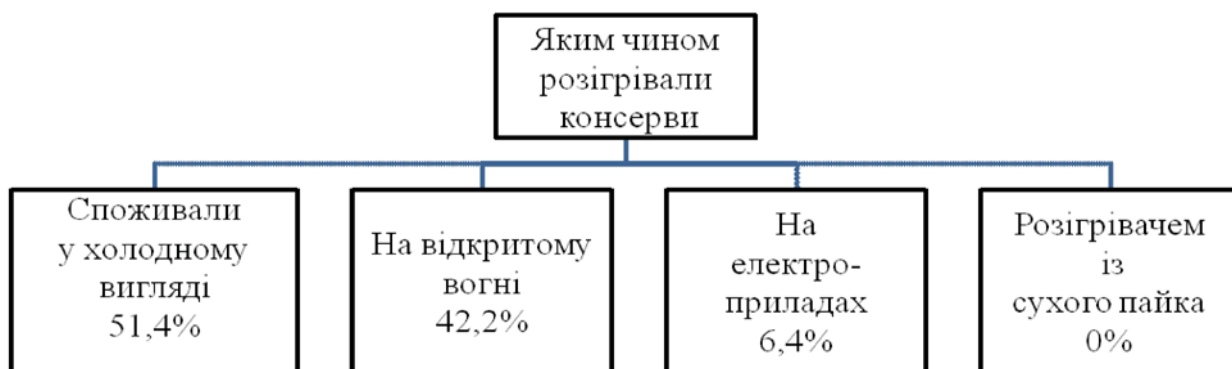 Яким чином
розігрівали
консерви
Споживали
у холодному
вигляді
51,4%
На відкритому
вогні
42,2%
На
електро-
приладах
6,4%
Розігрівачем
із
сухого пайка
0%